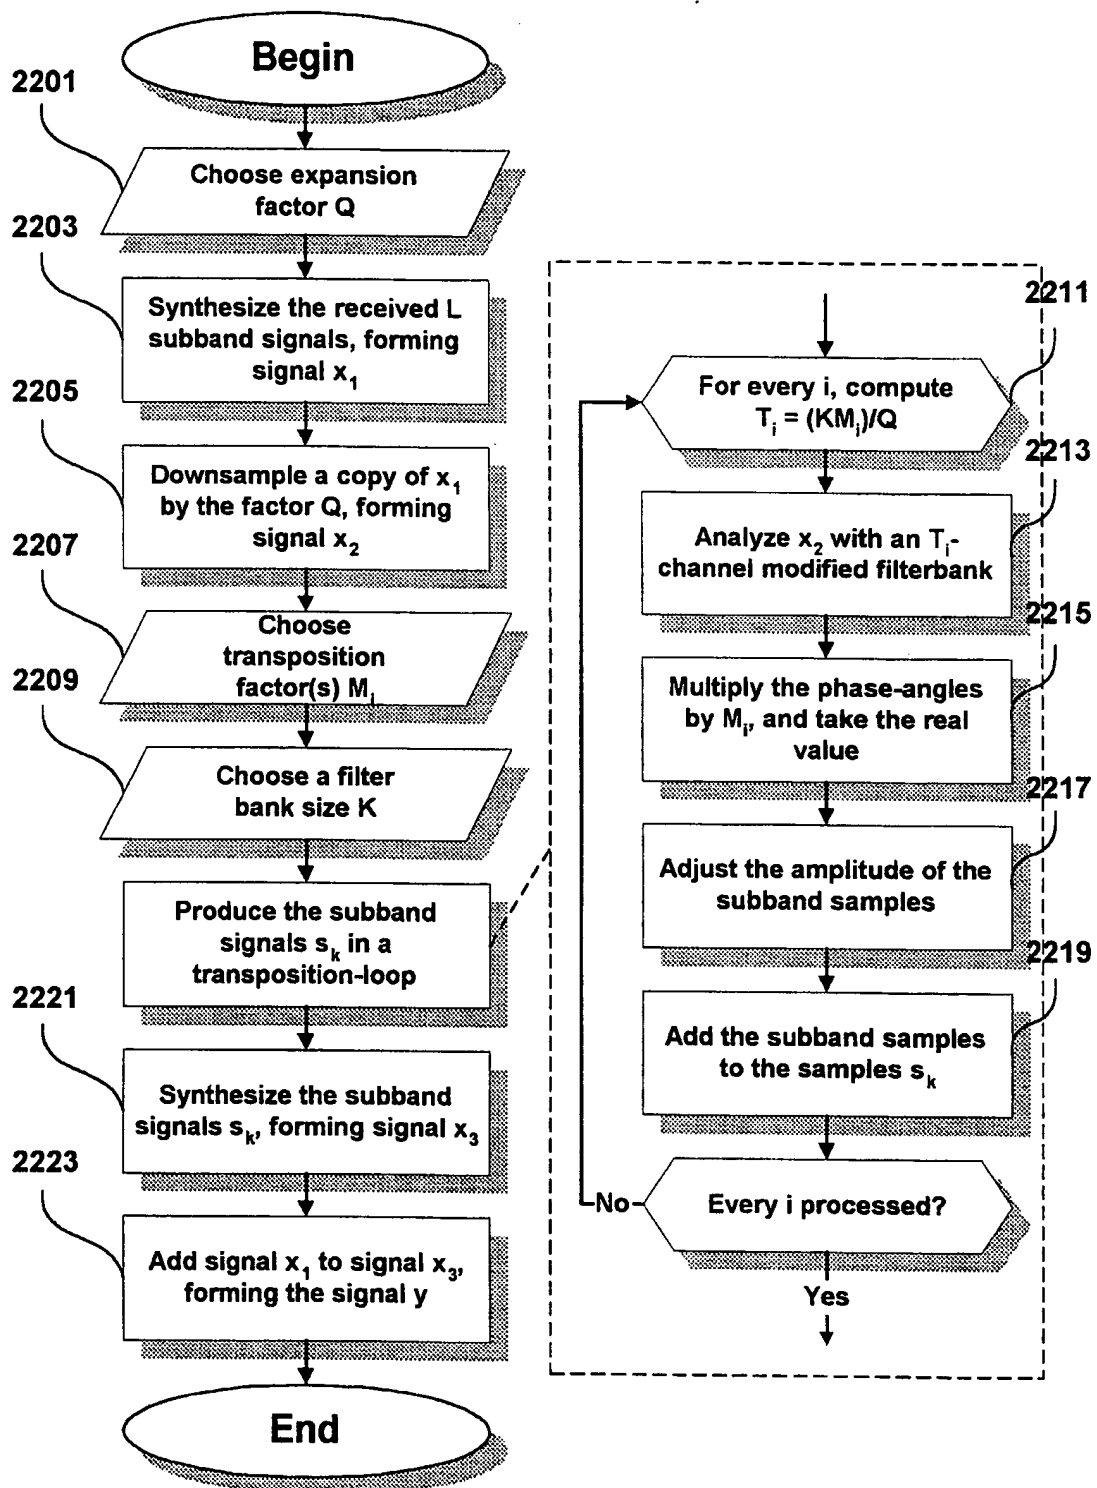 Begin
2201
Choose expansion
factor Q
2203
Synthesize the received L
subband signals, forming
signal x₁
2205
Downsample a copy of x₁
by the factor Q, forming
signal x₂
2207
Choose
transposition
factor(s) Mᵢ
2209
Choose a filter
bank size K
Produce the subband
signals sₖ in a
transposition-loop
2221
Synthesize the subband
signals sₖ, forming signal x₃
2223
Add signal x₁ to signal x₃,
forming the signal y
End
2211
For every i, compute
Tᵢ = (KMᵢ)/Q
2213
Analyze x₂ with an Tᵢ-
channel modified filterbank
2215
Multiply the phase-angles
by Mᵢ, and take the real
value
2217
Adjust the amplitude of the
subband samples
2219
Add the subband samples
to the samples sₖ
No
Every i processed?
Yes